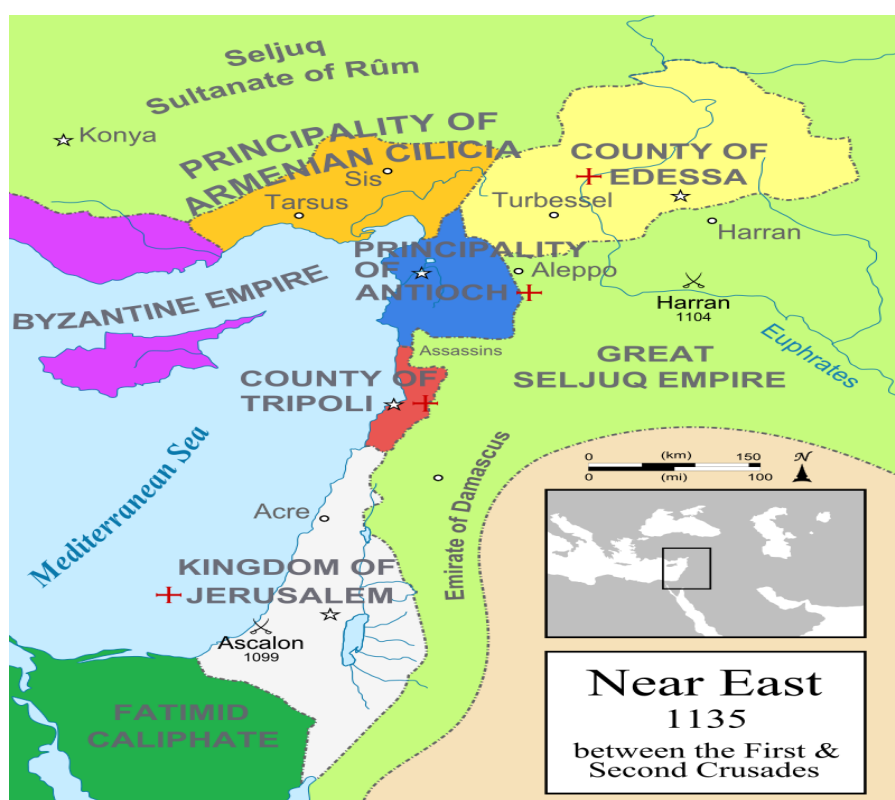 Seljuq
Sultanate of Rûm
Konya
PRINCIPALITY OF
ARMENIAN CILICIA
Sis
Tarsus
COUNTY OF
EDESSA
Turbessel
Harran
PRINCIPALITY
OF
ANTIOCH
Aleppo
Harran
1104
BYZANTINE EMPIRE
Euphrates
Assassins
GREAT
SELJUQ EMPIRE
COUNTY OF
TRIPOLI
Mediterranean Sea
Emirate of Damascus
0 (km) 150
0 (mi) 100
N
Acre
KINGDOM OF
JERUSALEM
Ascalon
1099
FATIMID
CALIPHATE
Near East
1135
between the First &
Second Crusades